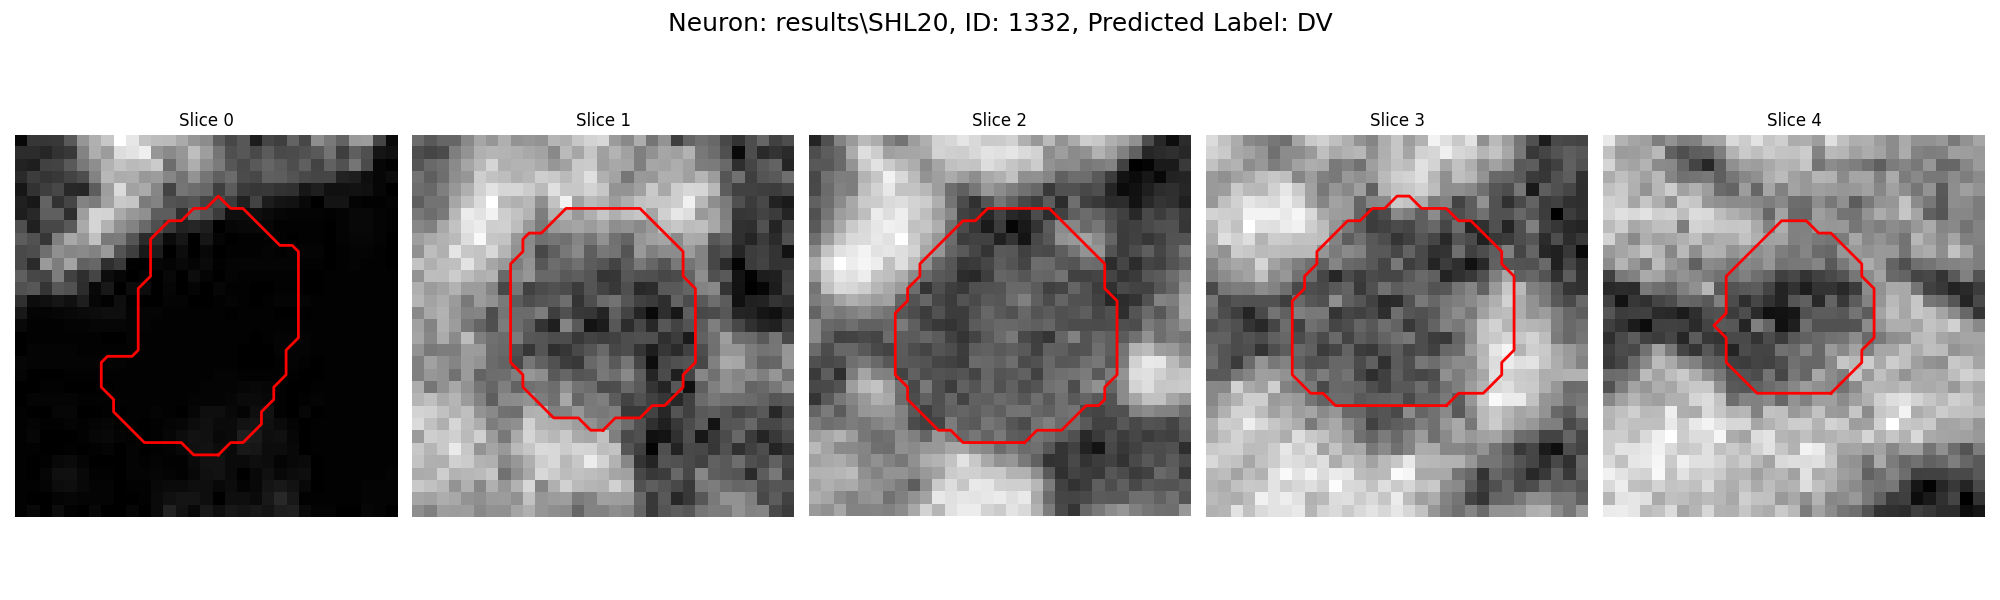 Neuron: results\SHL20, ID: 1332, Predicted Label: DV
Slice 0
Slice 1
Slice 2
Slice 3
Slice 4